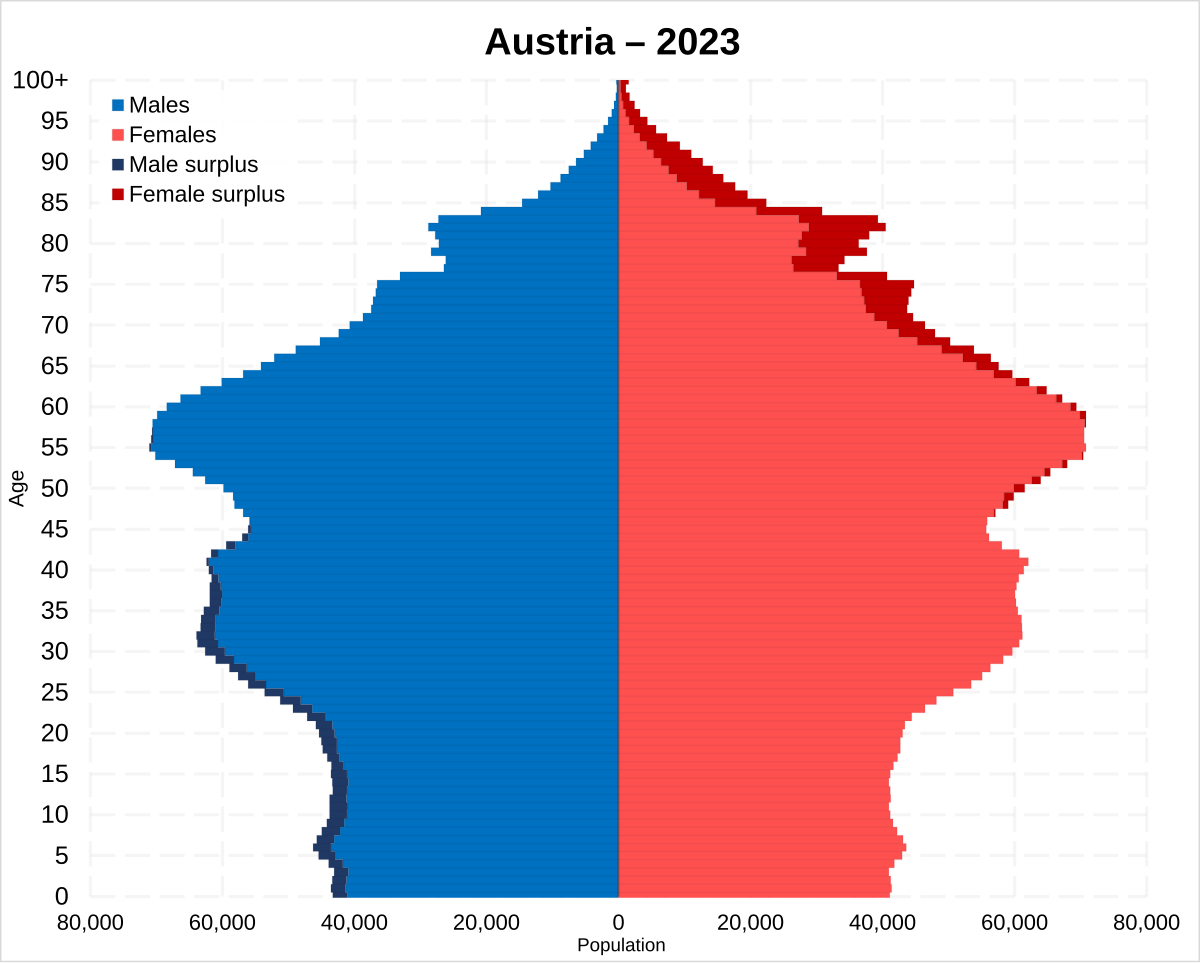 Austria – 2023
Males
Females
Male surplus
Female surplus
100+
95
90
85
80
75
70
65
60
55
50
45
40
35
30
25
20
15
10
5
0
Age
80,000 60,000 40,000 20,000 0 20,000 40,000 60,000 80,000
Population